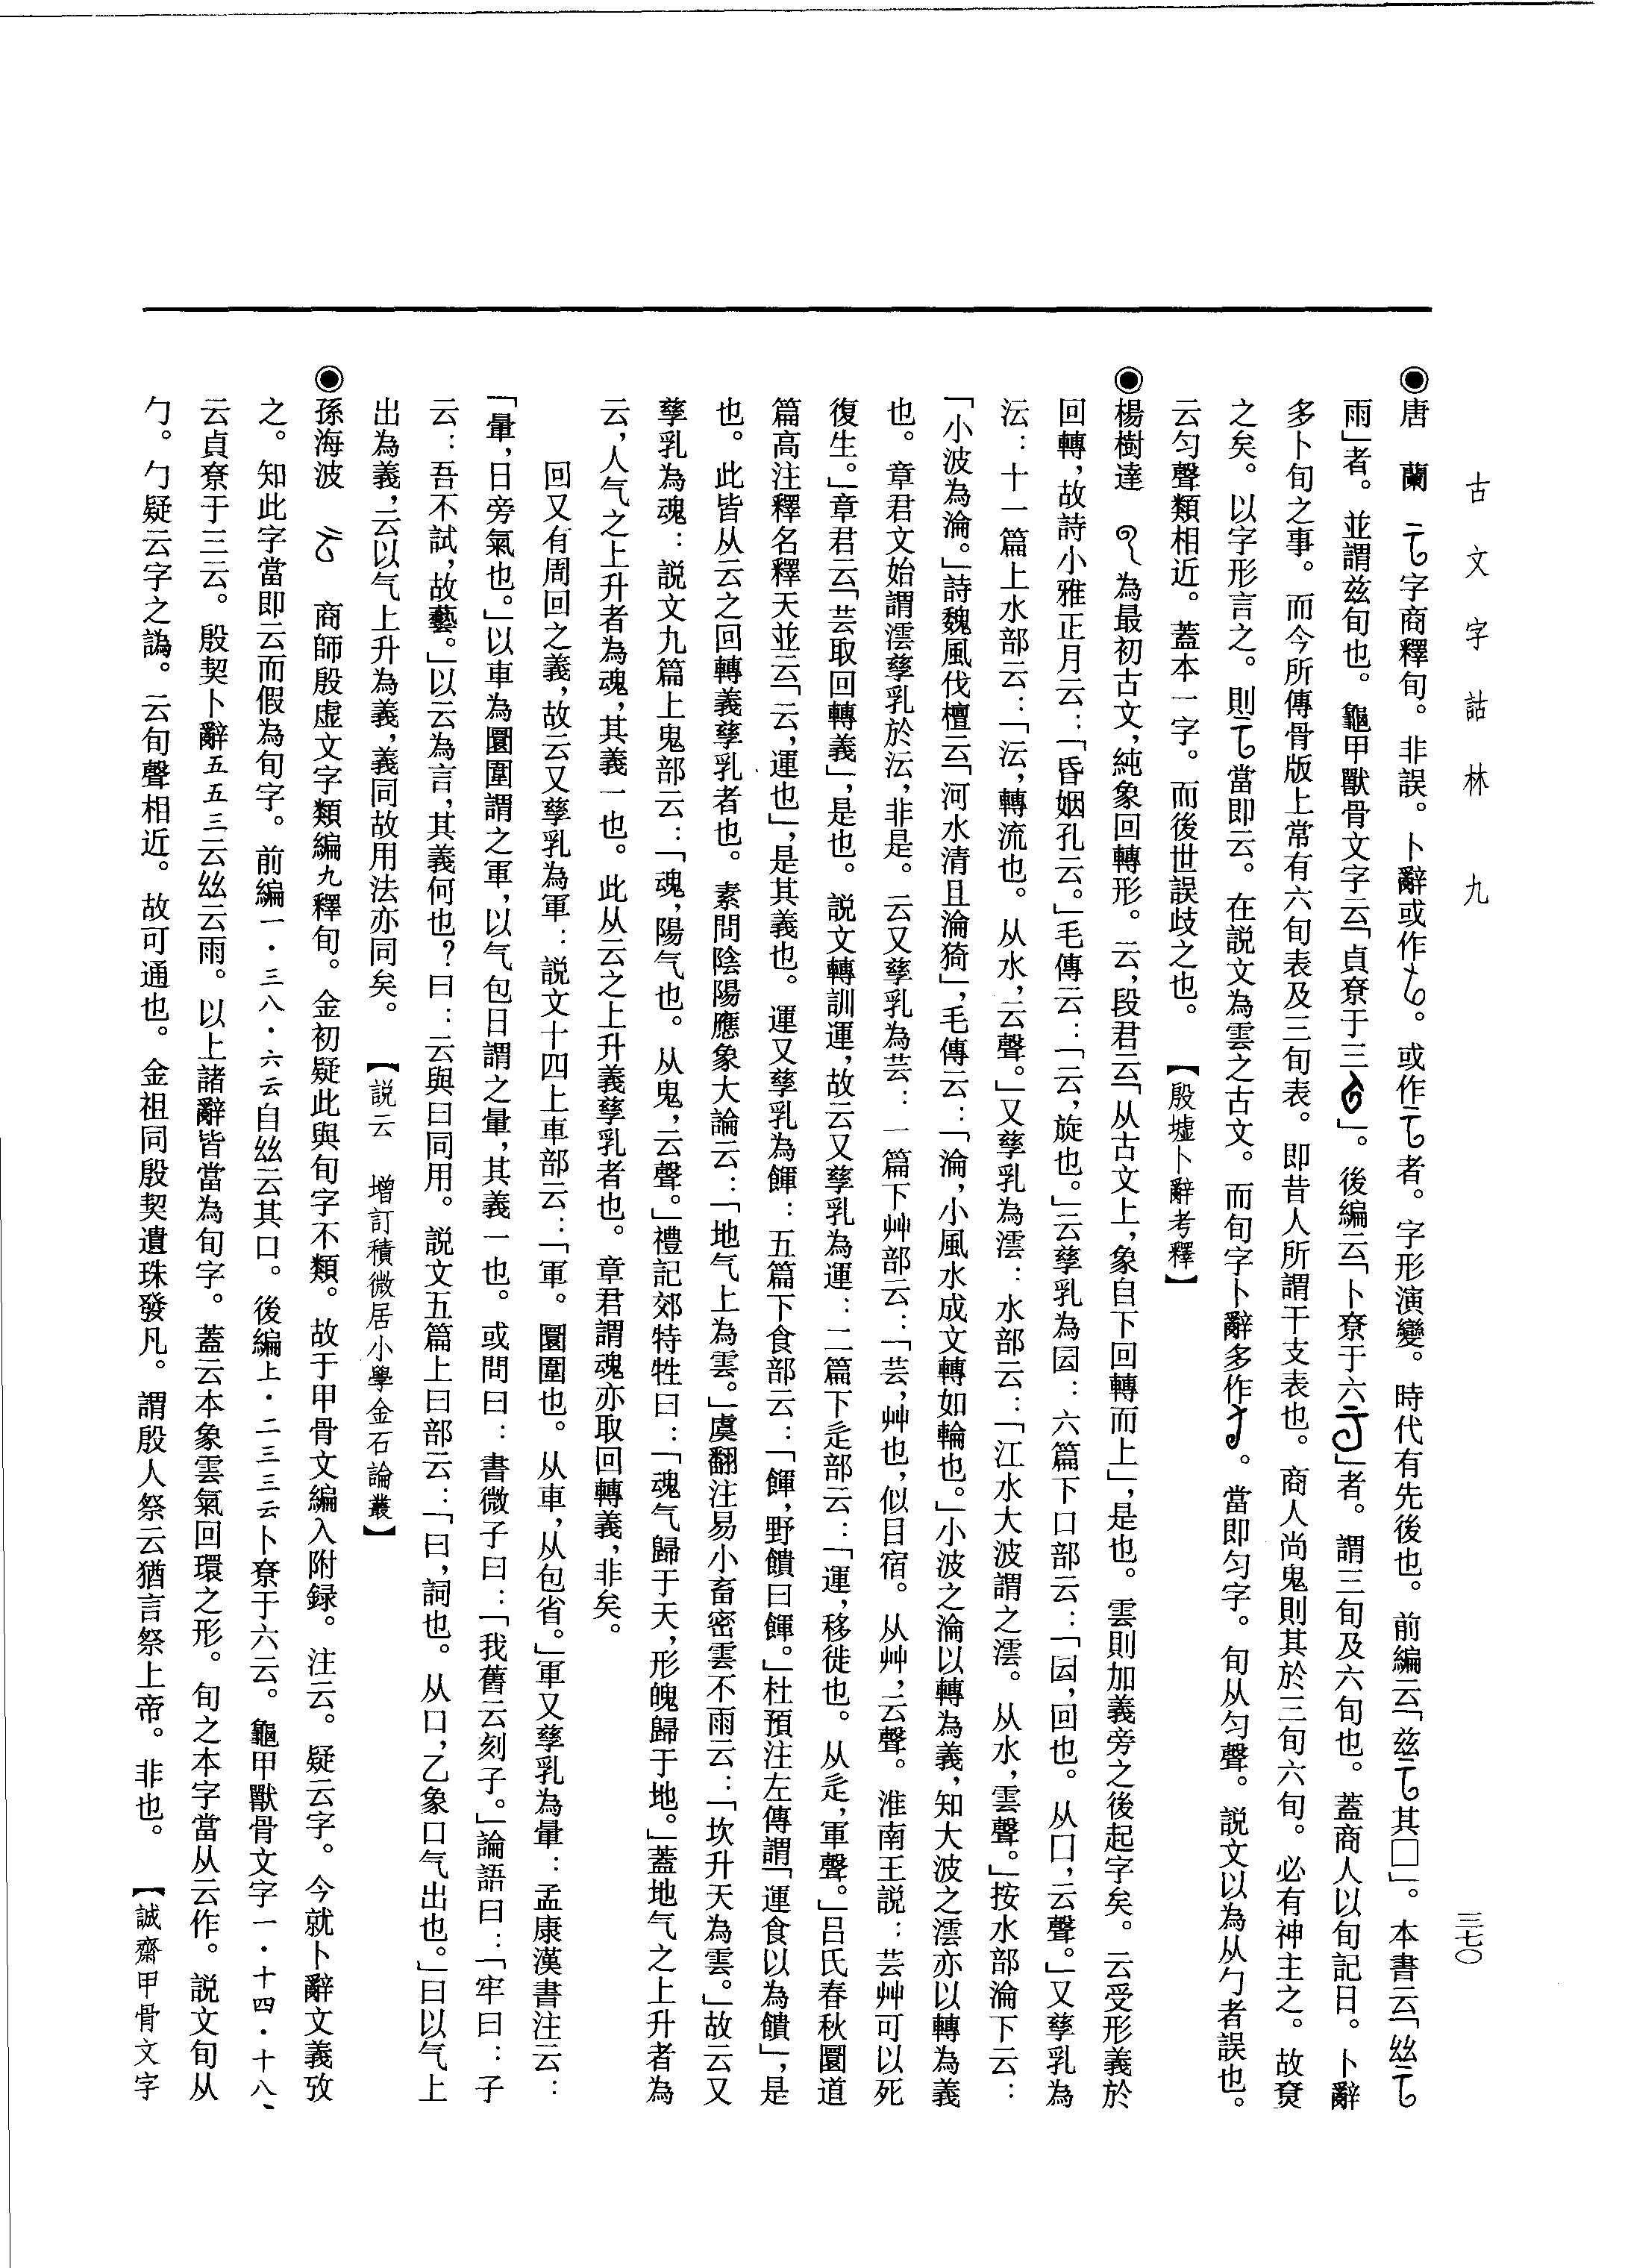 古文字詁林 九
三七〇
◉唐 蘭 字商釋旬。非誤。卜辭或作。或作者。字形演變。時代有先後也。前編云「兹其□」。本書云「𢆶
雨」者。並謂兹旬也。龜甲獸骨文字云「貞尞于三」。後編云「卜尞于六」者。謂三旬及六旬也。蓋商人以旬記日。卜辭
多卜旬之事。而今所傳骨版上常有六旬表及三旬表。即昔人所謂干支表也。商人尚鬼則其於三旬六旬。必有神主之。故尞
之矣。以字形言之。則當即云。在説文為雲之古文。而旬字卜辭多作。當即勻字。旬从勻聲。説文以為从勹者誤也。
云勻聲類相近。蓋本一字。而後世誤歧之也。 【殷墟卜辭考釋】
◉楊樹達 為最初古文,純象回轉形。云,段君云「从古文上,象自下回轉而上」,是也。雲則加義旁之後起字矣。云受形義於
回轉,故詩小雅正月云:「昏姻孔云。」毛傳云:「云,旋也。」云孳乳為囩:六篇下囗部云:「囩,回也。从囗,云聲。」又孳乳為
沄:十一篇上水部云:「沄,轉流也。从水,云聲。」又孳乳為澐:水部云:「江水大波謂之澐。从水,雲聲。」按水部淪下云:
「小波為淪。」詩魏風伐檀云「河水清且淪猗」,毛傳云:「淪,小風水成文轉如輪也。」小波之淪以轉為義,知大波之澐亦以轉為義
也。章君文始謂澐孳乳於沄,非是。云又孳乳為芸:一篇下艸部云:「芸,艸也,似目宿。从艸,云聲。淮南王説:芸艸可以死
復生。」章君云「芸取回轉義」,是也。説文轉訓運,故云又孳乳為運:二篇下辵部云:「運,移徙也。从辵,軍聲。」吕氏春秋圜道
篇高注釋名釋天並云「云,運也」,是其義也。運又孳乳為餫:五篇下食部云:「餫,野饋曰餫。」杜預注左傳謂「運食以為饋」,是
也。此皆从云之回轉義孳乳者也。素問陰陽應象大論云:「地气上為雲。」虞翻注易小畜密雲不雨云:「坎升天為雲。」故云又
孳乳為魂:説文九篇上鬼部云:「魂,陽气也。从鬼,云聲。」禮記郊特牲曰:「魂气歸于天,形魄歸于地。」蓋地气之上升者為
云,人气之上升者為魂,其義一也。此从云之上升義孳乳者也。章君謂魂亦取回轉義,非矣。
回又有周回之義,故云又孳乳為軍:説文十四上車部云:「軍。圜圍也。从車,从包省。」軍又孳乳為暈:孟康漢書注云:
「暈,日旁氣也。」以車為圜圍謂之軍,以气包日謂之暈,其義一也。或問曰:書微子曰:「我舊云刻子。」論語曰:「牢曰:子
云:吾不試,故藝。」以云為言,其義何也?曰:云與曰同用。説文五篇上曰部云:「曰,詞也。从口,乙象口气出也。」曰以气上
出為義,云以气上升為義,義同故用法亦同矣。 【説云 增訂積微居小學金石論叢】
◉孫海波 商師殷虚文字類編九釋旬。金初疑此與旬字不類。故于甲骨文編入附録。注云。疑云字。今就卜辭文義攷
之。知此字當即云而假為旬字。前編一·三八·六云自𢆶云其口。後編上·二三三云卜尞于六云。龜甲獸骨文字一·十四·十八、
云貞尞于三云。殷契卜辭五五三云𢆶云雨。以上諸辭皆當為旬字。蓋云本象雲氣回環之形。旬之本字當从云作。説文旬从
勹。勹疑云字之譌。云旬聲相近。故可通也。金祖同殷契遺珠發凡。謂殷人祭云猶言祭上帝。非也。 【誠齋甲骨文字